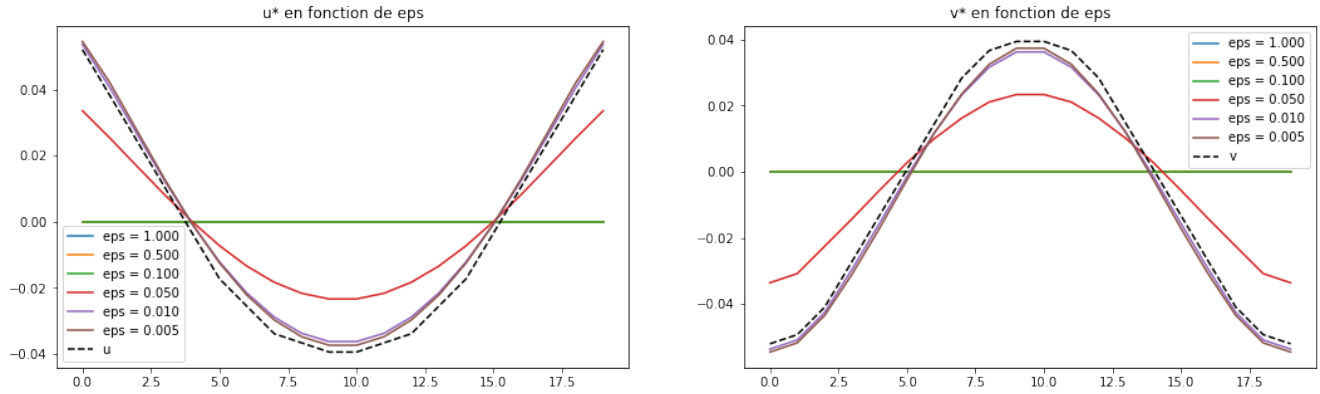 u* en fonction de eps
0.04
0.02
0.00
−0.02
−0.04
0.0
2.5
5.0
7.5
10.0
12.5
15.0
17.5
eps = 1.000
eps = 0.500
eps = 0.100
eps = 0.050
eps = 0.010
eps = 0.005
u
v* en fonction de eps
0.04
0.02
0.00
−0.02
−0.04
0.0
2.5
5.0
7.5
10.0
12.5
15.0
17.5
eps = 1.000
eps = 0.500
eps = 0.100
eps = 0.050
eps = 0.010
eps = 0.005
v